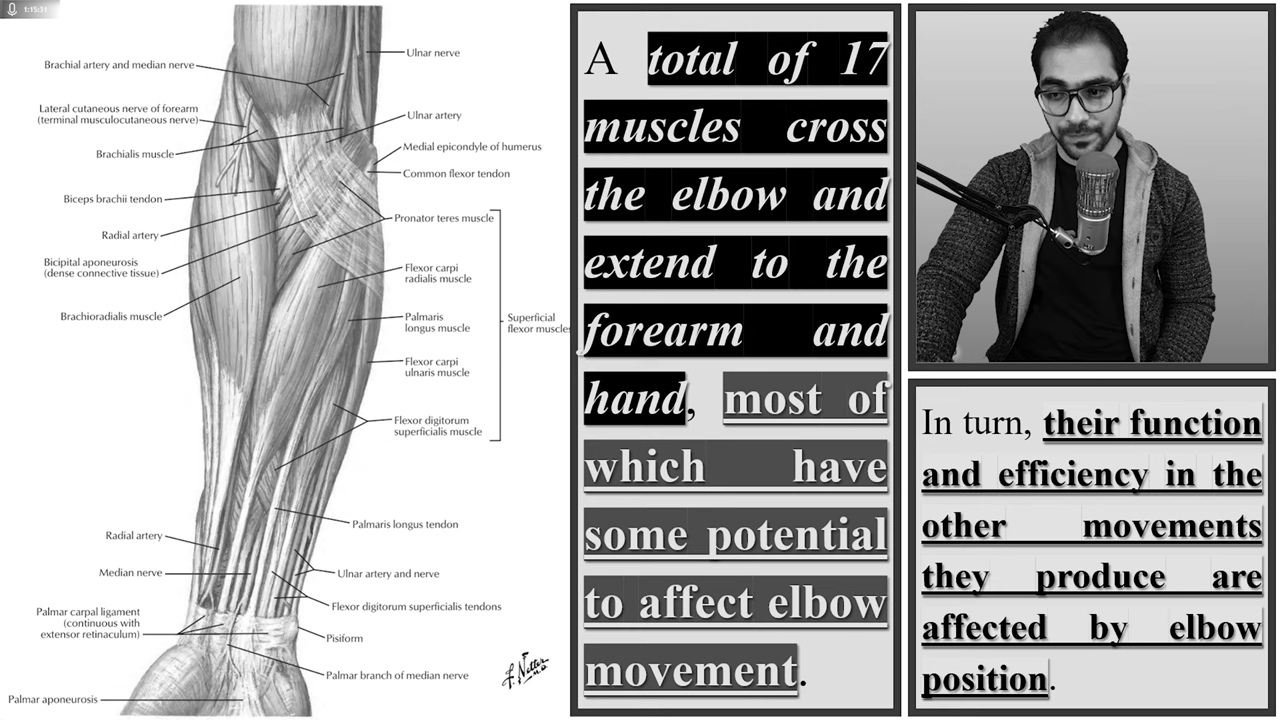 1:15:31
Ulnar nerve
Brachial artery and median nerve
Lateral cutaneous nerve of forearm
(terminal musculocutaneous nerve)
Ulnar artery
Brachialis muscle
Medial epicondyle of humerus
Common flexor tendon
Biceps brachii tendon
Pronator teres muscle
Radial artery
Bicipital aponeurosis
(dense connective tissue)
Flexor carpi
radialis muscle
Brachioradialis muscle
Palmaris
longus muscle
Superficial
flexor muscles
Flexor carpi
ulnaris muscle
Flexor digitorum
superficialis muscle
Palmaris longus tendon
Radial artery
Median nerve
Ulnar artery and nerve
Flexor digitorum superficialis tendons
Palmar carpal ligament
(continuous with
extensor retinaculum)
Pisiform
Palmar branch of median nerve
Palmar aponeurosis
F. Netter
M.D.
A total of 17
muscles cross
the elbow and
extend to the
forearm and
hand, most of
which have
some potential
to affect elbow
movement.
In turn, their function
and efficiency in the
other movements
they produce are
affected by elbow
position.